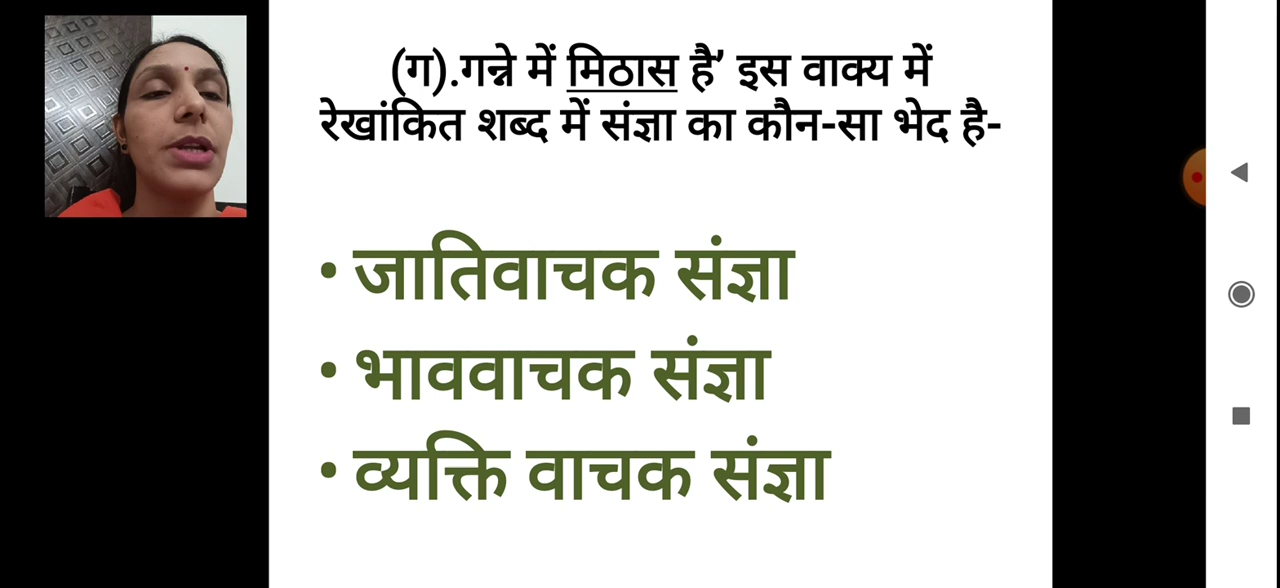 (ग).गन्ने में मिठास है’ इस वाक्य में
रेखांकित शब्द में संज्ञा का कौन-सा भेद है-
• जातिवाचक संज्ञा
• भाववाचक संज्ञा
• व्यक्ति वाचक संज्ञा